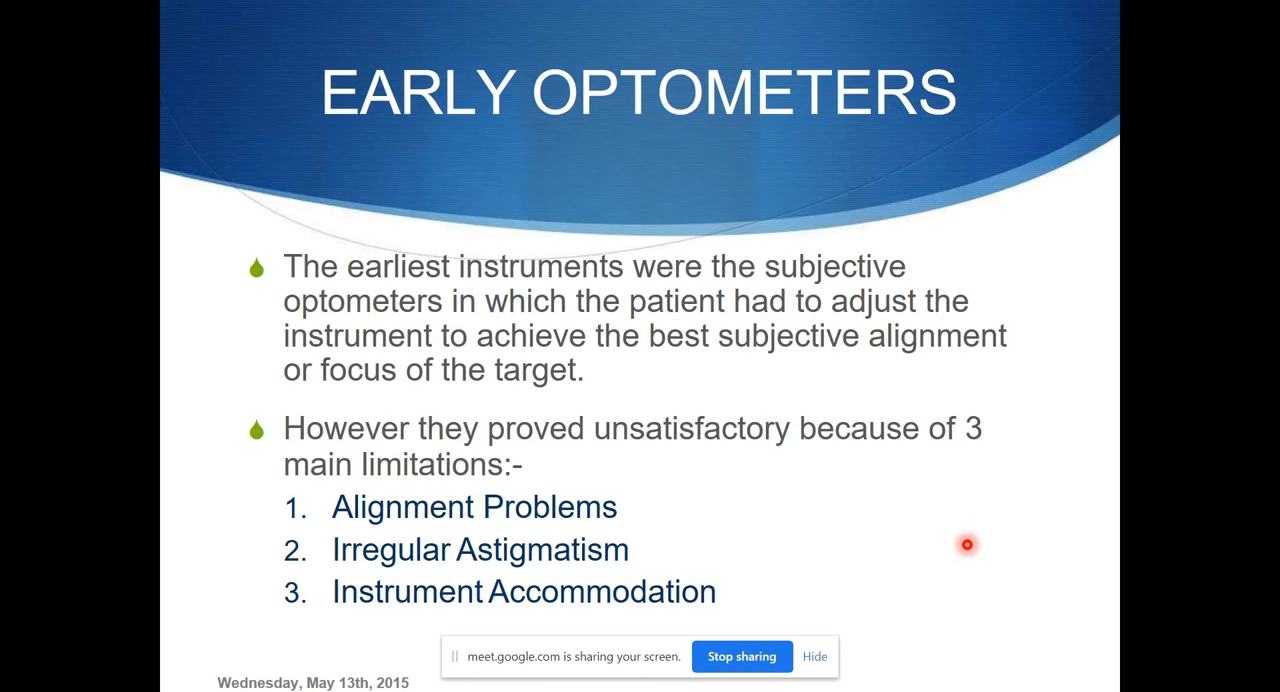 EARLY OPTOMETERS
The earliest instruments were the subjective
optometers in which the patient had to adjust the
instrument to achieve the best subjective alignment
or focus of the target.
However they proved unsatisfactory because of 3
main limitations:-
1. Alignment Problems
2. Irregular Astigmatism
3. Instrument Accommodation
meet.google.com is sharing your screen. Stop sharing Hide
Wednesday, May 13th, 2015